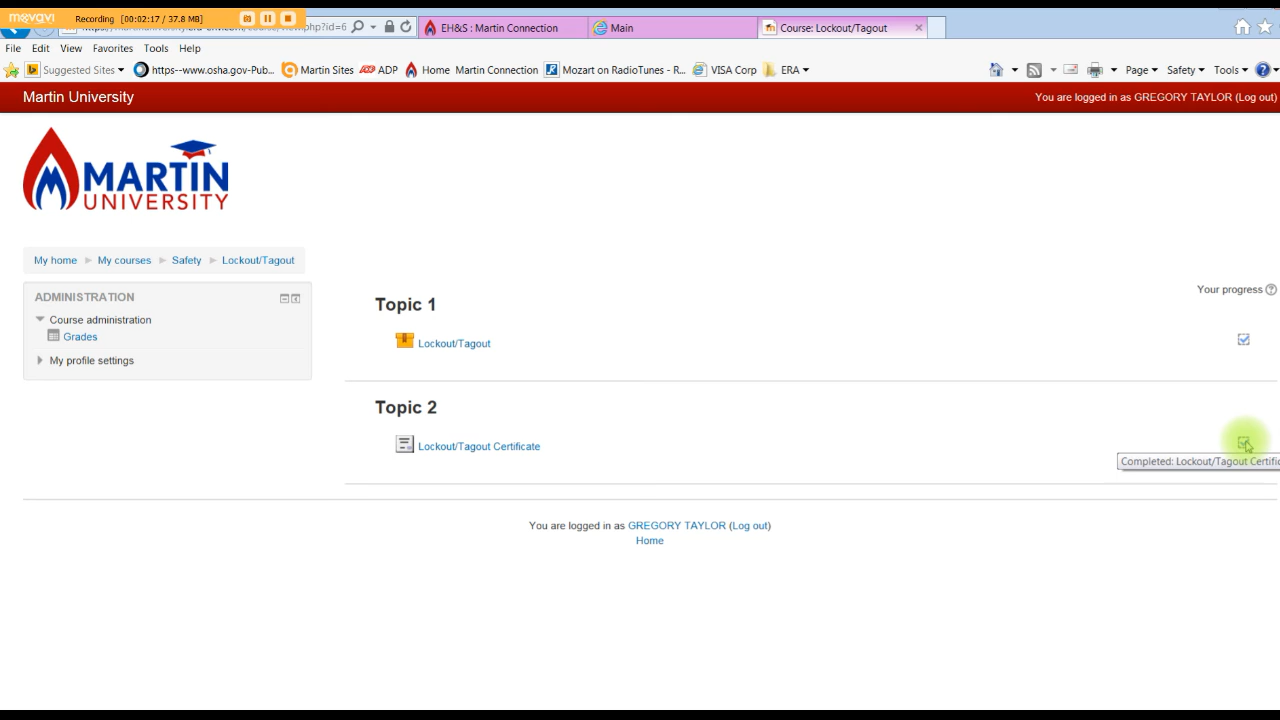 movavi Recording [00:02:17 / 37.8 MB]
EH&S : Martin Connection Main Course: Lockout/Tagout
File Edit View Favorites Tools Help
Suggested Sites https--www.osha.gov-Pub... Martin Sites ADP Home Martin Connection Mozart on RadioTunes - R... VISA Corp ERA Page Safety Tools
Martin University You are logged in as GREGORY TAYLOR (Log out)
MARTIN
UNIVERSITY
My home My courses Safety Lockout/Tagout
ADMINISTRATION
Course administration
Grades
My profile settings
Your progress
Topic 1
Lockout/Tagout
Topic 2
Lockout/Tagout Certificate
Completed: Lockout/Tagout Certific
You are logged in as GREGORY TAYLOR (Log out)
Home